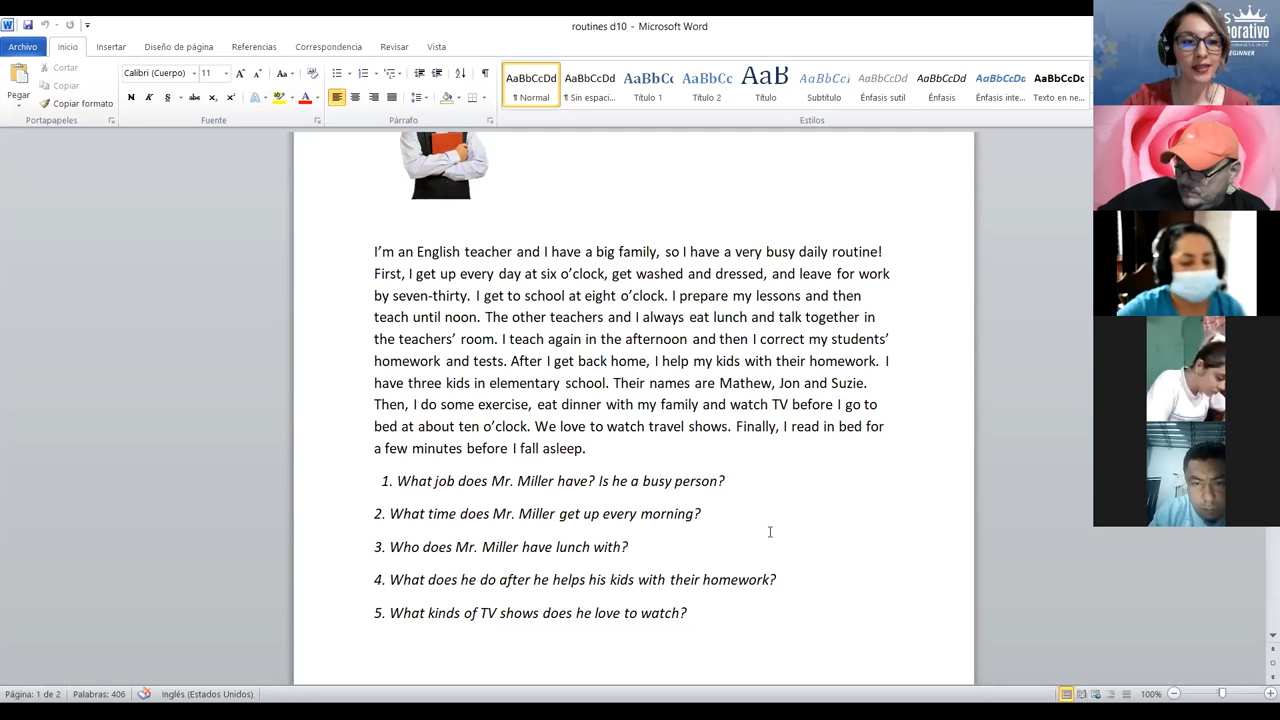 routines d10 - Microsoft Word
Archivo Inicio Insertar Diseño de página Referencias Correspondencia Revisar Vista
Pegar
Cortar
Copiar
Copiar formato
Portapapeles
Calibri (Cuerpo) 11
Fuente
Párrafo
AaBbCcDd AaBbCcDd AaBbCc AaBbCc AaB AaBbCcI AaBbCcDd AaBbCcDd AaBbCcDd AaBbCcDc
¶ Normal ¶ Sin espaci... Título 1 Título 2 Título Subtítulo Énfasis sutil Énfasis Énfasis inte... Texto en ne...
Estilos
I’m an English teacher and I have a big family, so I have a very busy daily routine!
First, I get up every day at six o’clock, get washed and dressed, and leave for work
by seven-thirty. I get to school at eight o’clock. I prepare my lessons and then
teach until noon. The other teachers and I always eat lunch and talk together in
the teachers’ room. I teach again in the afternoon and then I correct my students’
homework and tests. After I get back home, I help my kids with their homework. I
have three kids in elementary school. Their names are Mathew, Jon and Suzie.
Then, I do some exercise, eat dinner with my family and watch TV before I go to
bed at about ten o’clock. We love to watch travel shows. Finally, I read in bed for
a few minutes before I fall asleep.
1. What job does Mr. Miller have? Is he a busy person?
2. What time does Mr. Miller get up every morning?
3. Who does Mr. Miller have lunch with?
4. What does he do after he helps his kids with their homework?
5. What kinds of TV shows does he love to watch?
Página: 1 de 2 Palabras: 406 Inglés (Estados Unidos) 100%